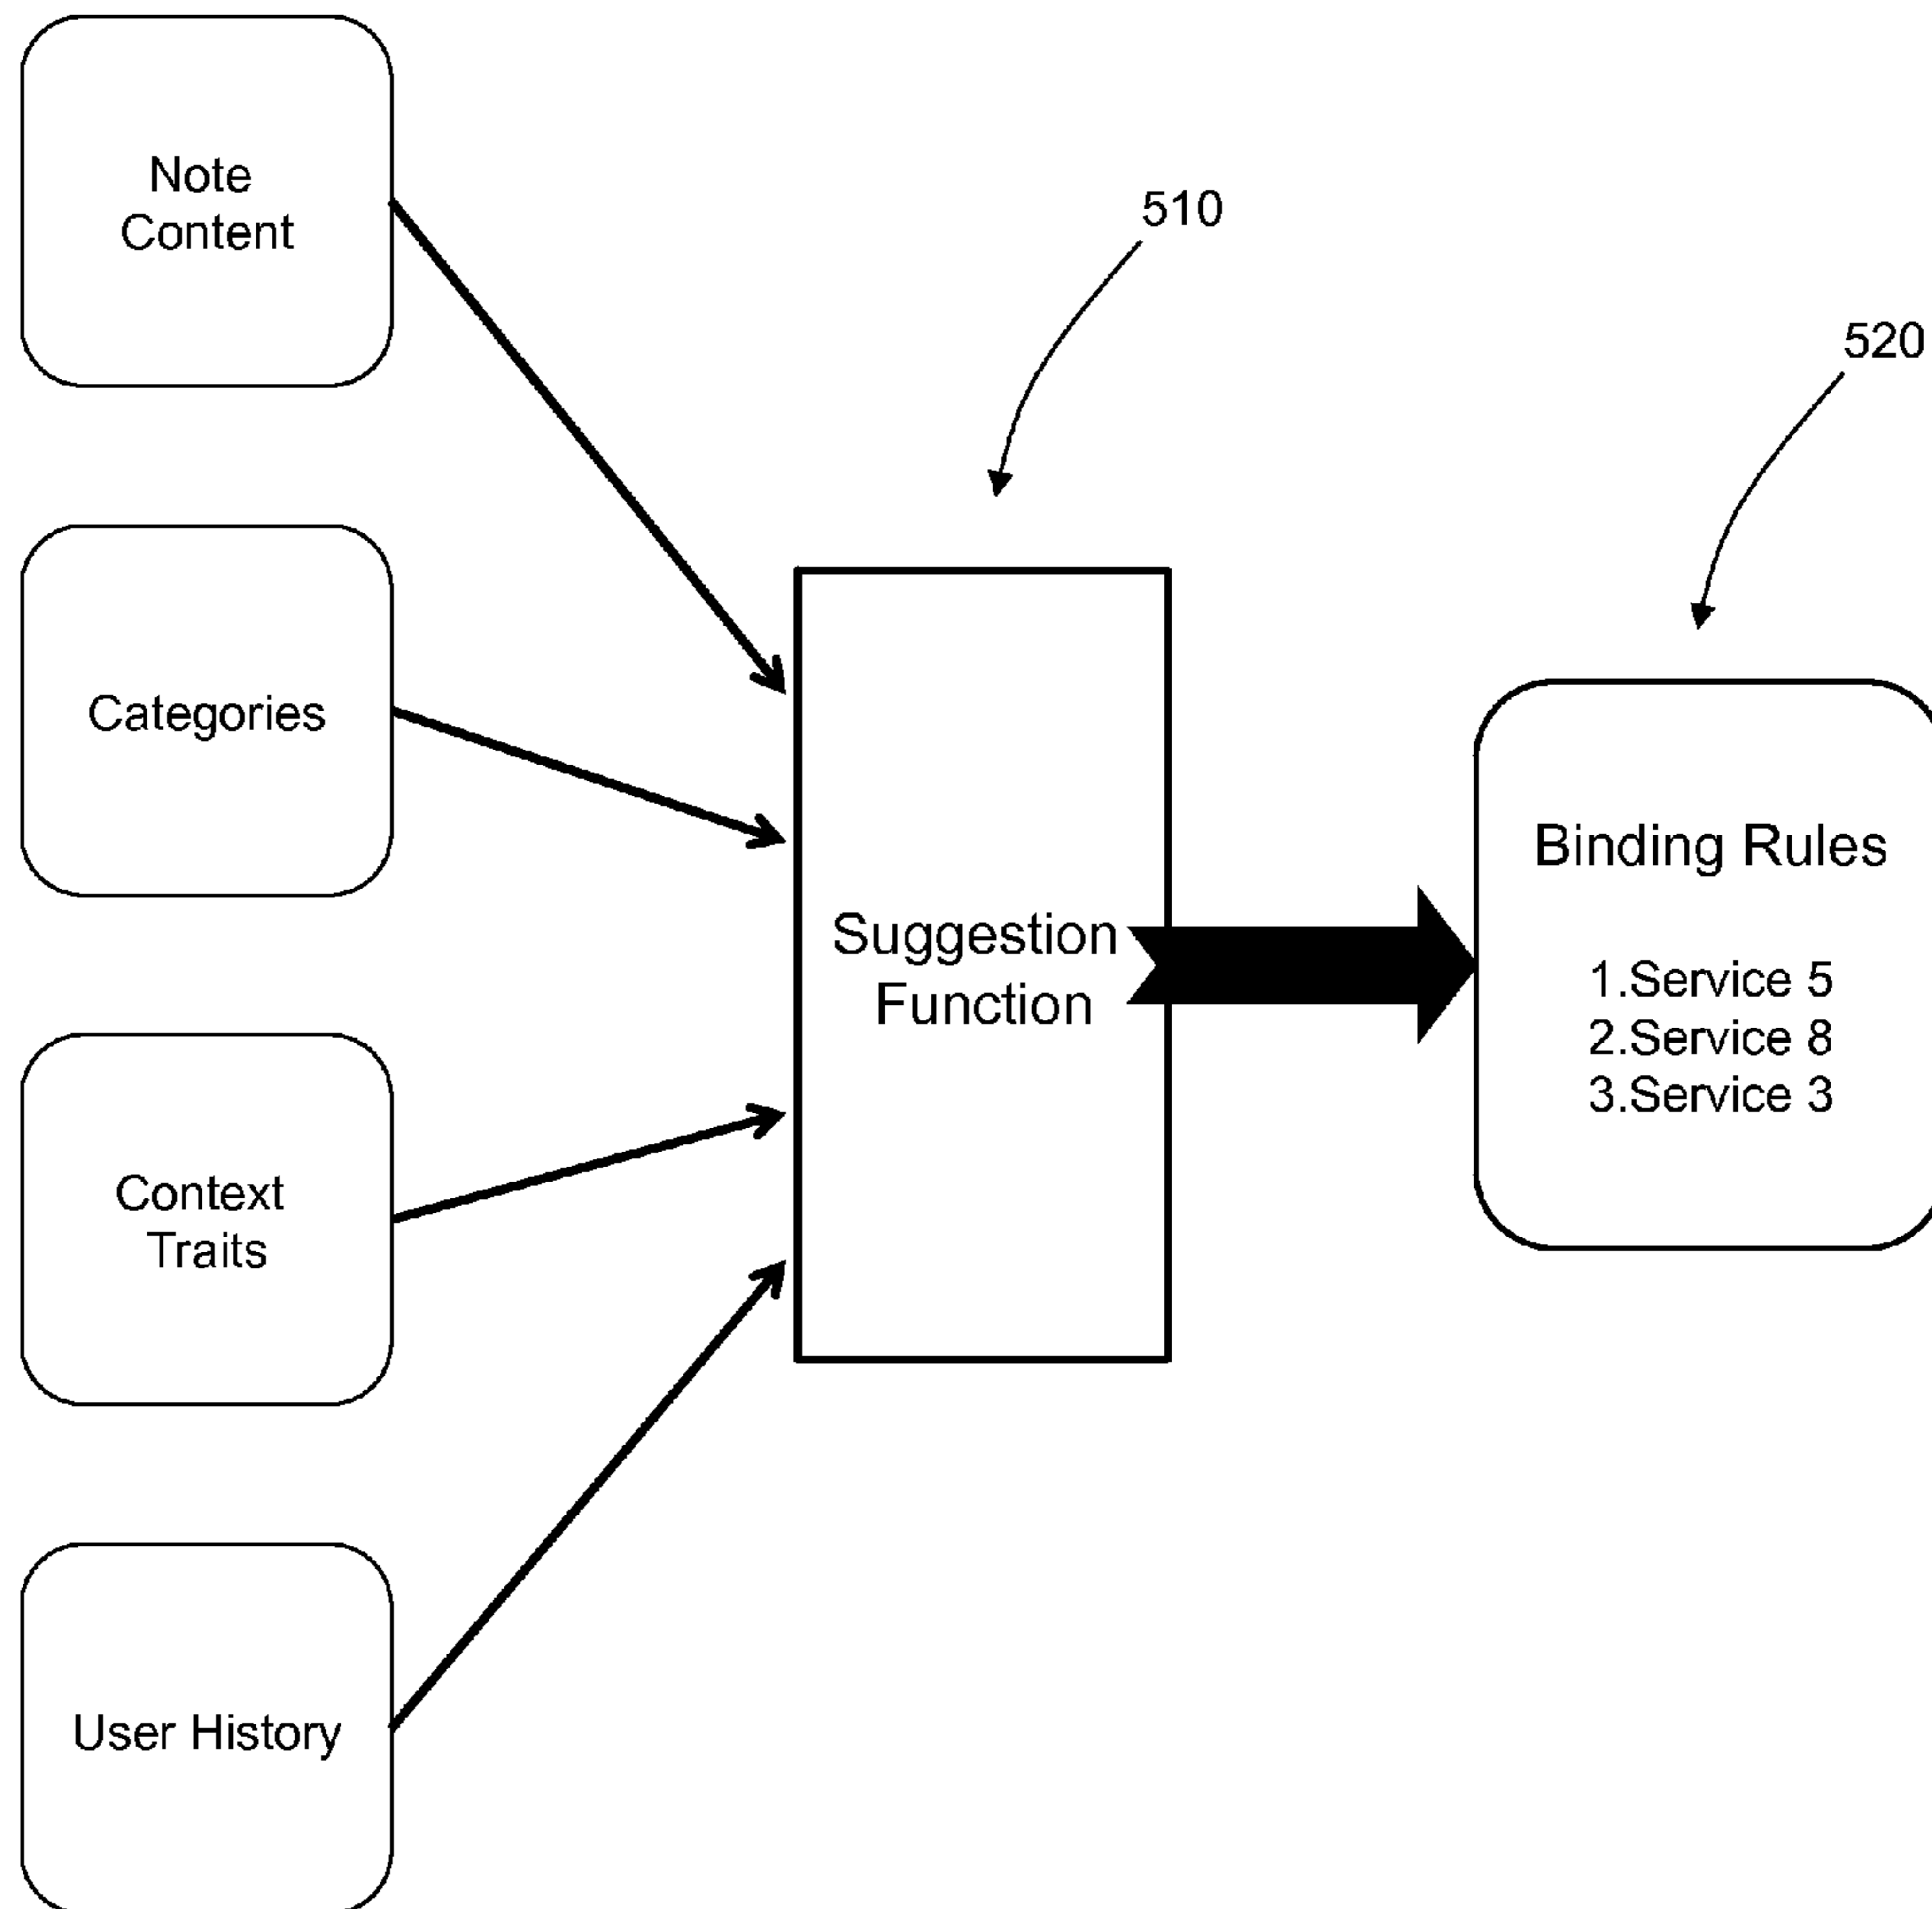 Note
Content
510
520
Categories
Binding Rules
Suggestion
Function
1.Service 5
2.Service 8
3.Service 3
Context
Traits
User History